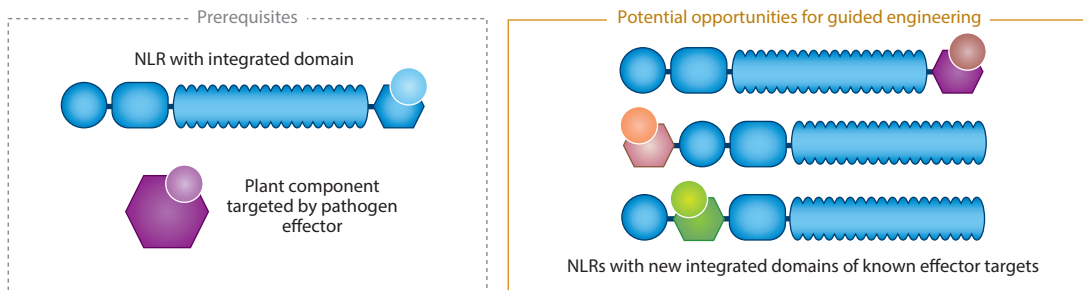 Prerequisites
NLR with integrated domain
Plant component
targeted by pathogen
effector
Potential opportunities for guided engineering
NLRs with new integrated domains of known effector targets